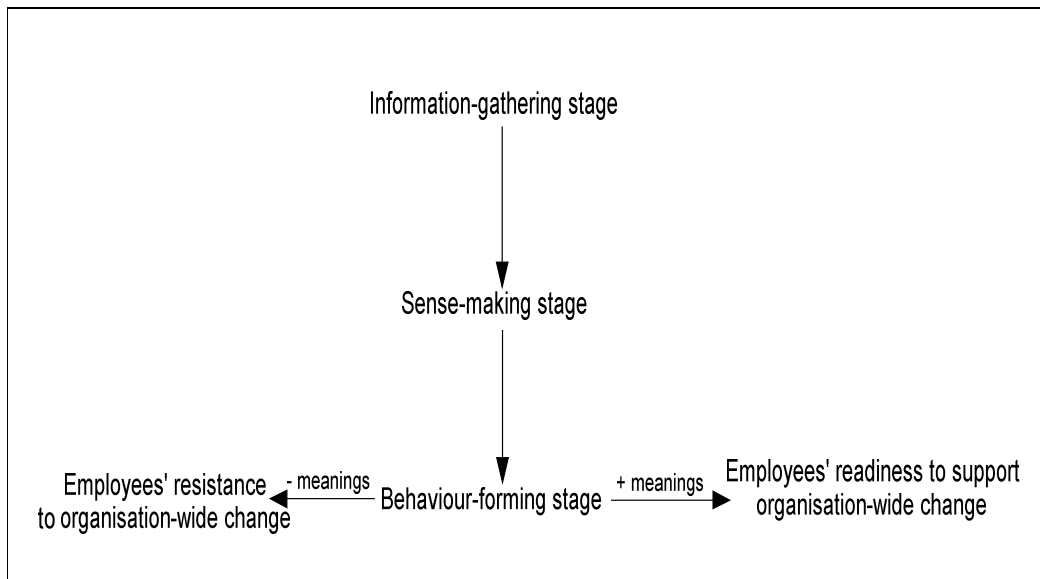 Information-gathering stage
Sense-making stage
Employees' resistance
to organisation-wide change
- meanings
Behaviour-forming stage
+ meanings
Employees' readiness to support
organisation-wide change